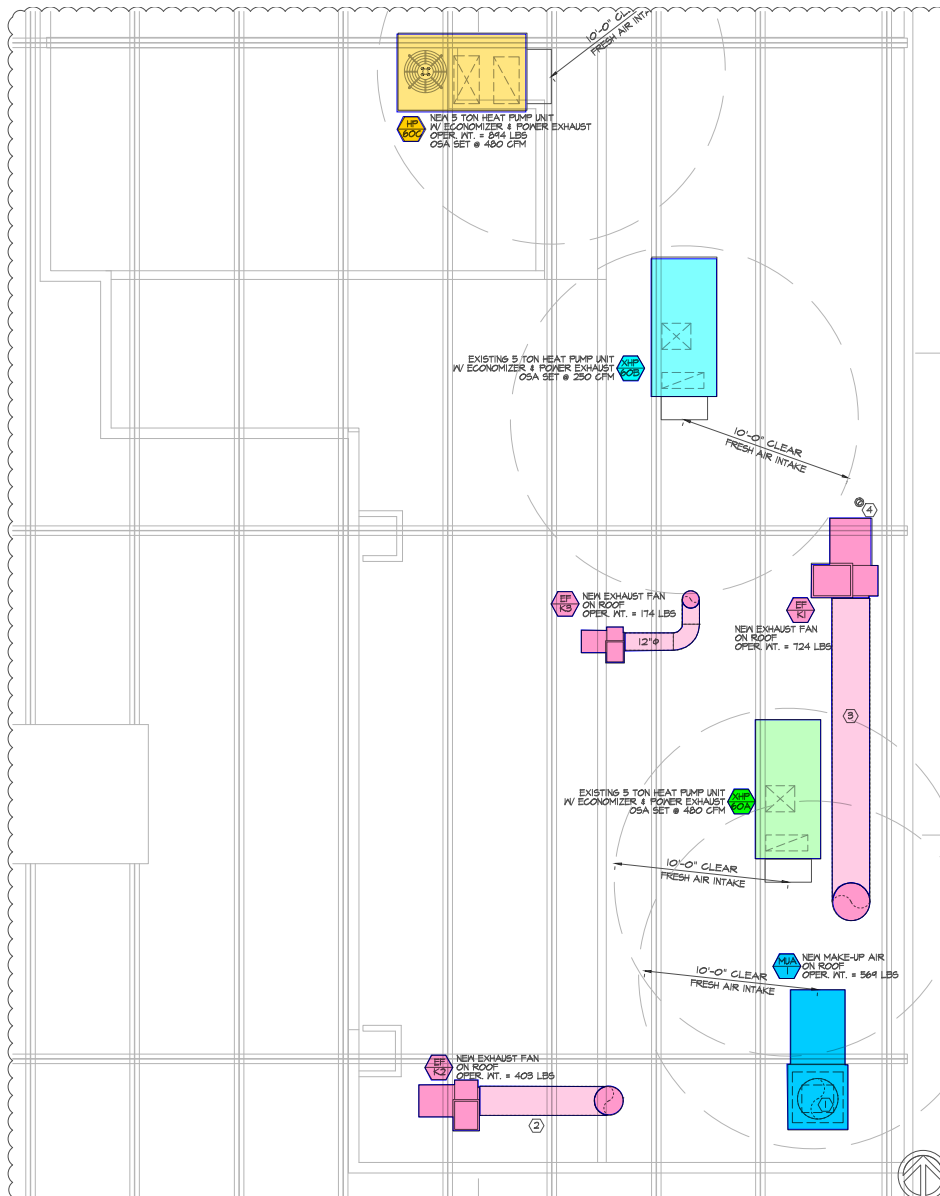 10'-0" CL
FRESH AIR INTA
HP
60C
NEW 5 TON HEAT PUMP UNIT
W/ ECONOMIZER & POWER EXHAUST
OPER. WT. = 894 LBS
OSA SET @ 480 CFM
EXISTING 5 TON HEAT PUMP UNIT
W/ ECONOMIZER & POWER EXHAUST
OSA SET @ 250 CFM
XHP
60B
10'-0" CLEAR
FRESH AIR INTAKE
4
EF
K3
NEW EXHAUST FAN
ON ROOF
OPER. WT. = 174 LBS
12"ϕ
EF
K1
NEW EXHAUST FAN
ON ROOF
OPER. WT. = 724 LBS
3
EXISTING 5 TON HEAT PUMP UNIT
W/ ECONOMIZER & POWER EXHAUST
OSA SET @ 480 CFM
XHP
60A
10'-0" CLEAR
FRESH AIR INTAKE
MUA
1
NEW MAKE-UP AIR
ON ROOF
OPER. WT. = 569 LBS
10'-0" CLEAR
FRESH AIR INTAKE
EF
K2
NEW EXHAUST FAN
ON ROOF
OPER. WT. = 403 LBS
2
1